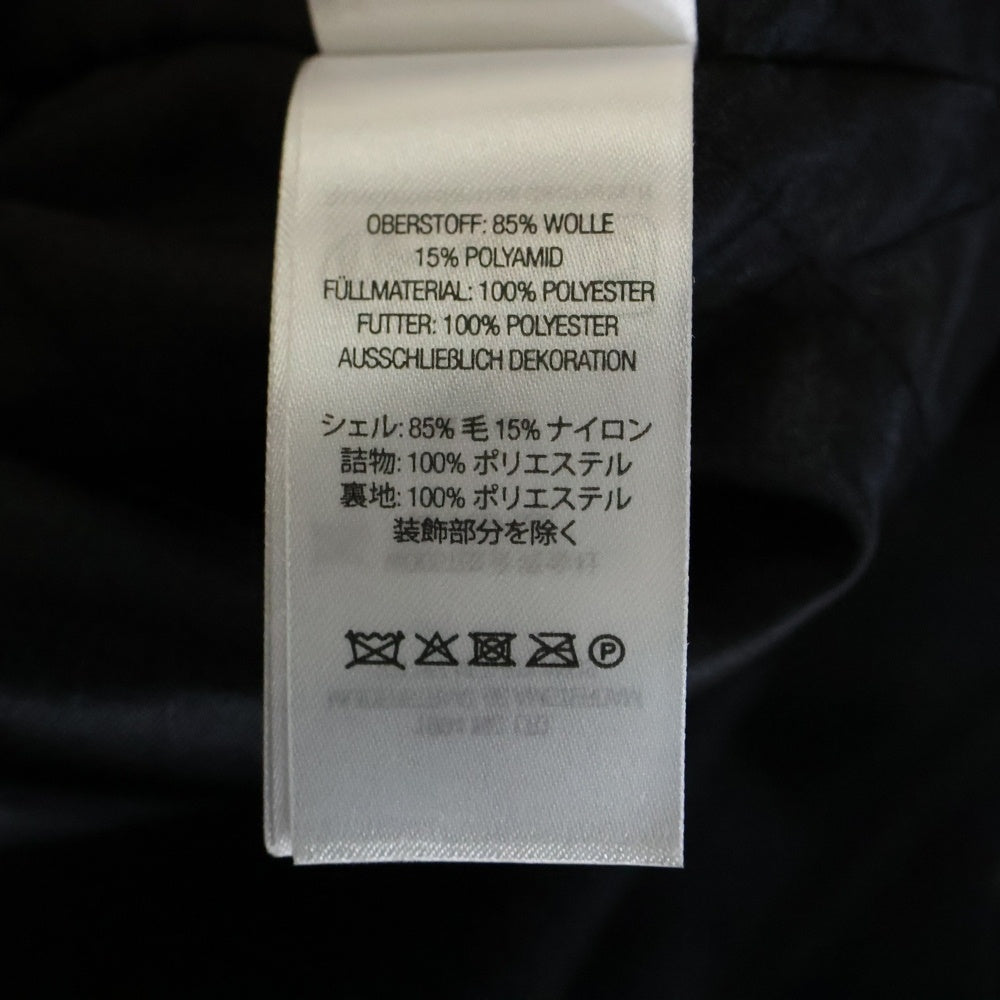 OBERSTOFF: 85% WOLLE
15% POLYAMID
FÜLLMATERIAL: 100% POLYESTER
FUTTER: 100% POLYESTER
AUSSCHLIEßLICH DEKORATION
シェル: 85% 毛 15% ナイロン
詰物: 100% ポリエステル
裏地: 100% ポリエステル
装飾部分を除く
P